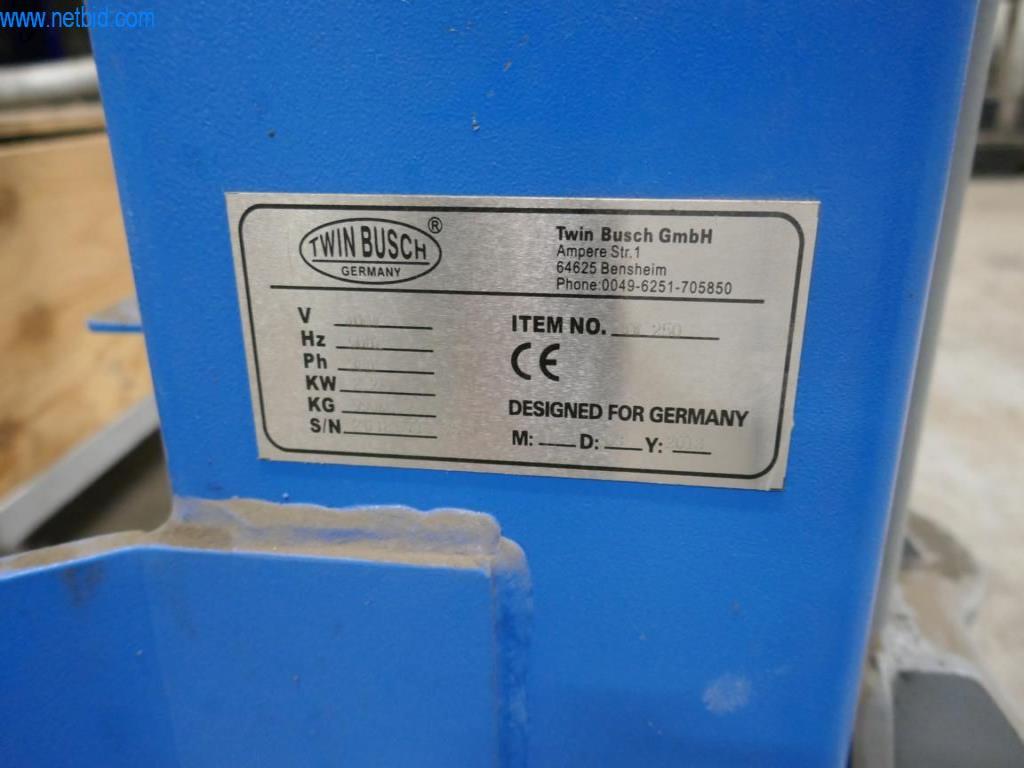 www.netbid.com
TWIN BUSCH ®
GERMANY
Twin Busch GmbH
Ampere Str.1
64625 Bensheim
Phone:0049-6251-705850
V
Hz
Ph
KW
KG
S/N
ITEM NO. 250
CE
DESIGNED FOR GERMANY
M: D: Y: